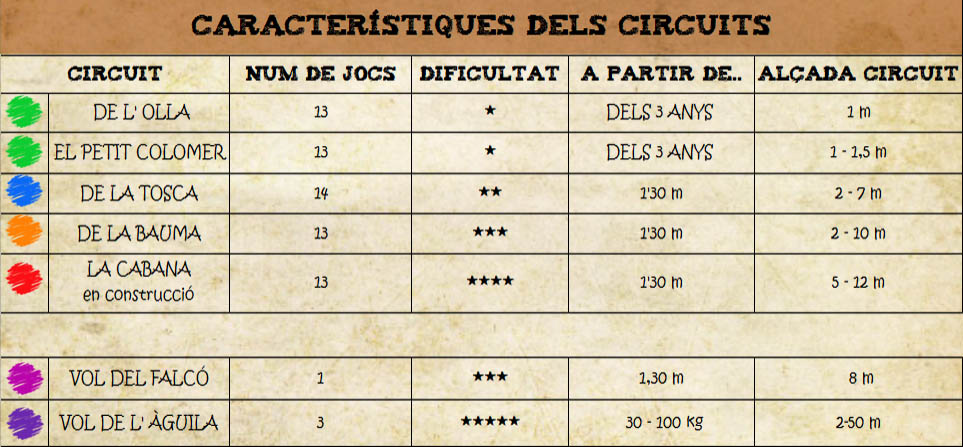 CARACTERÍSTIQUES DELS CIRCUITS
CIRCUIT NUM DE JOCS DIFICULTAT A PARTIR DE.. ALÇADA CIRCUIT
DE L' OLLA 13 ★ DELS 3 ANYS 1 m
EL PETIT COLOMER 13 ★ DELS 3 ANYS 1 - 1,5 m
DE LA TOSCA 14 ★★ 1'30 m 2 - 7 m
DE LA BAUMA 13 ★★★ 1'30 m 2 - 10 m
LA CABANA
en construcció 13 ★★★★ 1'30 m 5 - 12 m
VOL DEL FALCÓ 1 ★★★ 1,30 m 8 m
VOL DE L' ÀGUILA 3 ★★★★★ 30 - 100 kg 2-50 m